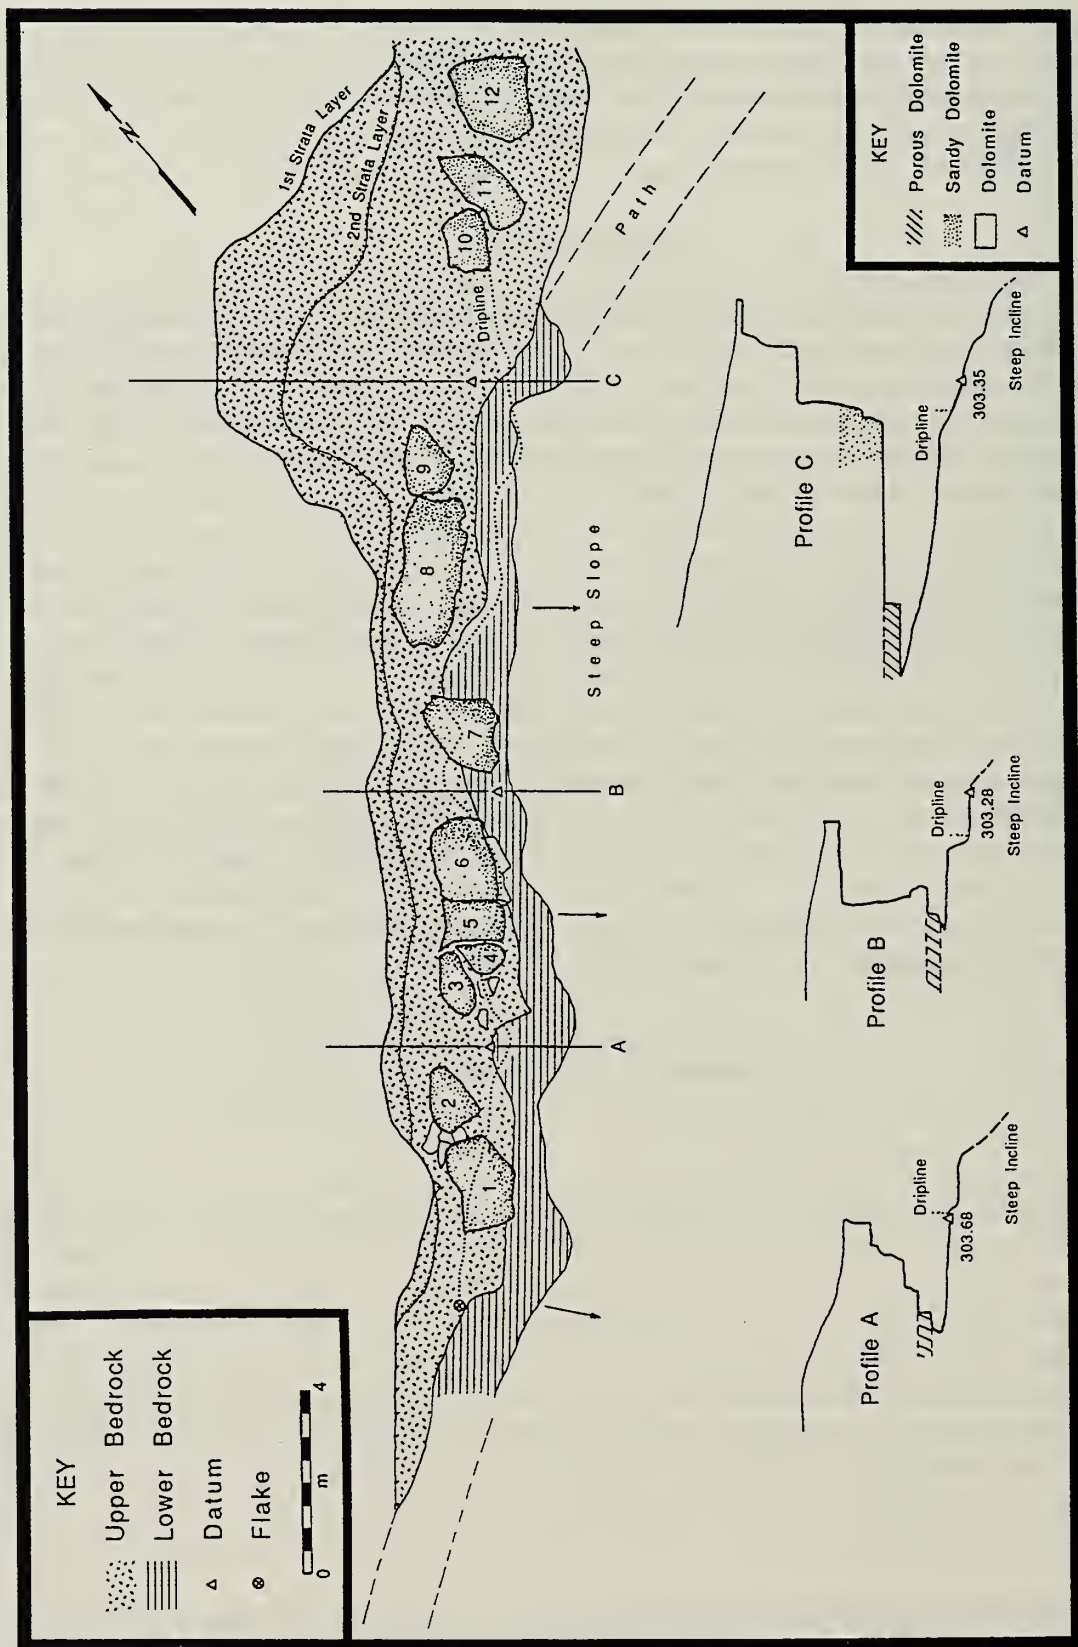 KEY
Upper Bedrock
Lower Bedrock
Datum
Flake
0 m 4
N
1st Strata Layer
2nd Strata Layer
Dripline
Path
1
2
3
4
5
6
7
8
9
10
11
12
A
B
C
Steep Slope
Profile A
Dripline
303.68
Steep Incline
Profile B
Dripline
303.28
Steep Incline
Profile C
Dripline
303.35
Steep Incline
KEY
Porous Dolomite
Sandy Dolomite
Dolomite
Datum